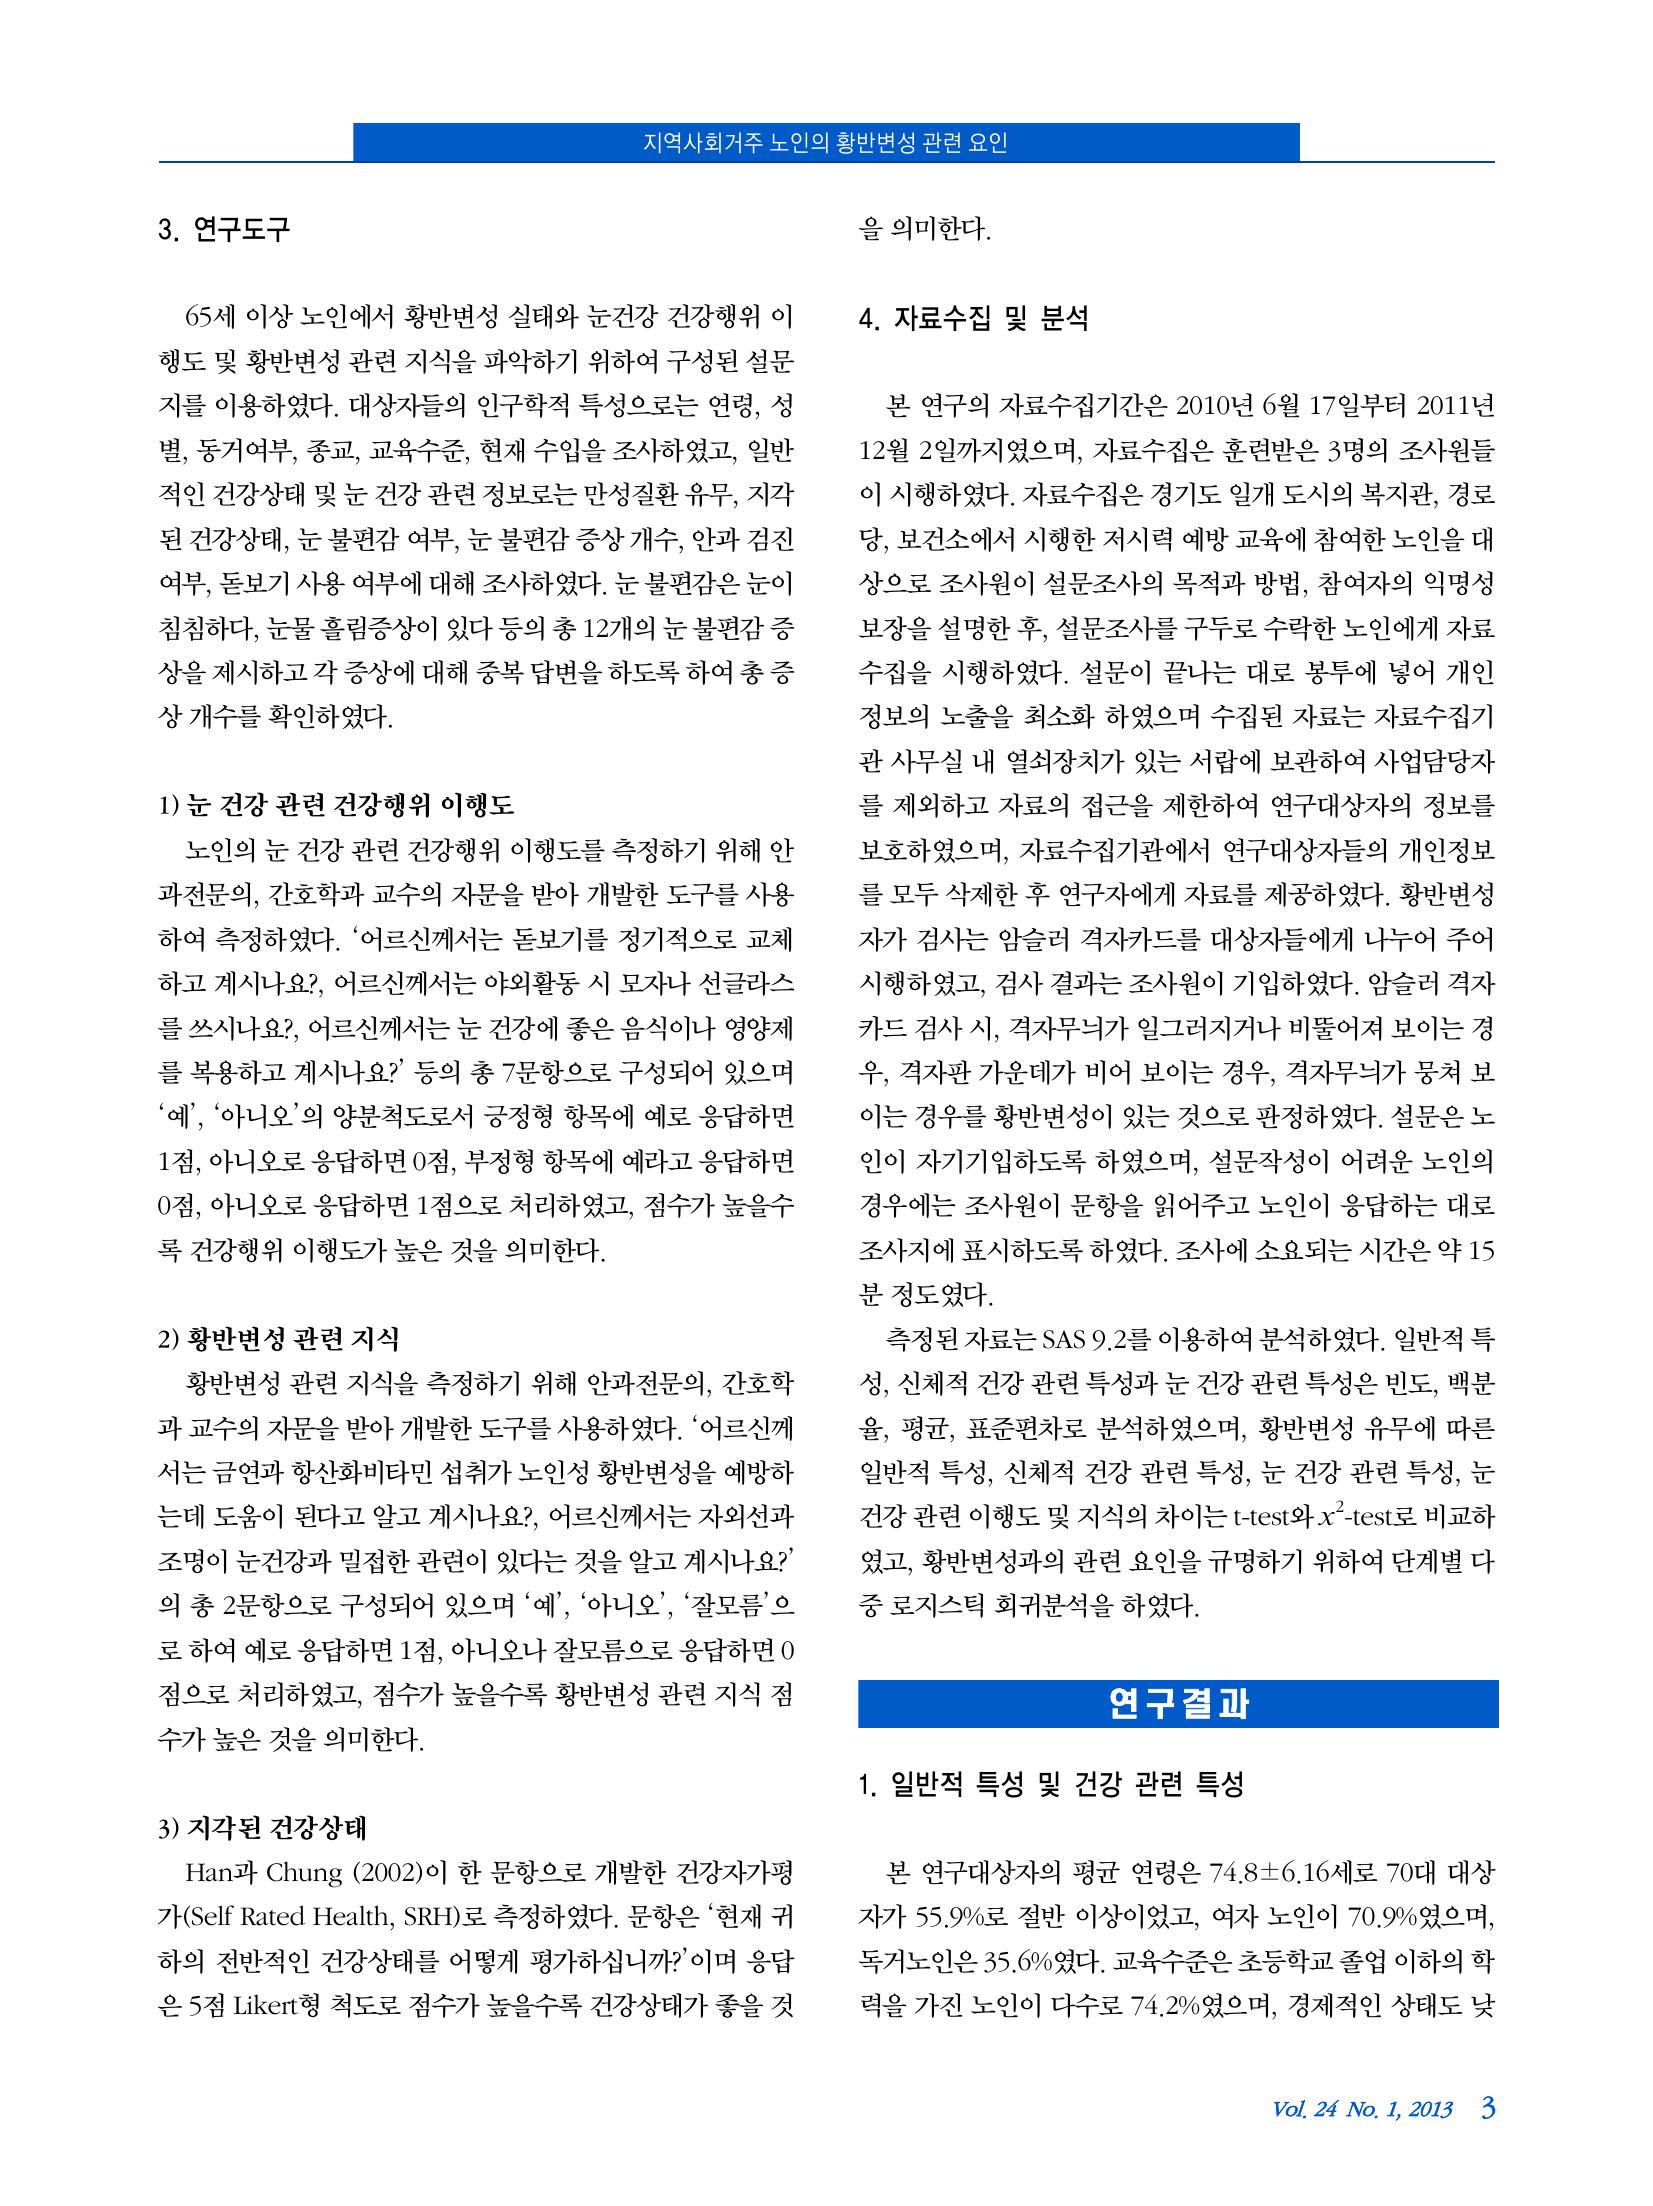 지역사회거주 노인의 황반변성 관련 요인
3. 연구도구
65세 이상 노인에서 황반변성 실태와 눈건강 건강행위 이
행도 및 황반변성 관련 지식을 파악하기 위하여 구성된 설문
지를 이용하였다. 대상자들의 인구학적 특성으로는 연령, 성
별, 동거여부, 종교, 교육수준, 현재 수입을 조사하였고, 일반
적인 건강상태 및 눈 건강 관련 정보로는 만성질환 유무, 지각
된 건강상태, 눈 불편감 여부, 눈 불편감 증상 개수, 안과 검진
여부, 돋보기 사용 여부에 대해 조사하였다. 눈 불편감은 눈이
침침하다, 눈물 흘림증상이 있다 등의 총 12개의 눈 불편감 증
상을 제시하고 각 증상에 대해 중복 답변을 하도록 하여 총 증
상 개수를 확인하였다.
1) 눈 건강 관련 건강행위 이행도
노인의 눈 건강 관련 건강행위 이행도를 측정하기 위해 안
과전문의, 간호학과 교수의 자문을 받아 개발한 도구를 사용
하여 측정하였다. ‘어르신께서는 돋보기를 정기적으로 교체
하고 계시나요?, 어르신께서는 야외활동 시 모자나 선글라스
를 쓰시나요?, 어르신께서는 눈 건강에 좋은 음식이나 영양제
를 복용하고 계시나요?’ 등의 총 7문항으로 구성되어 있으며
‘예’, ‘아니오’의 양분척도로서 긍정형 항목에 예로 응답하면
1점, 아니오로 응답하면 0점, 부정형 항목에 예라고 응답하면
0점, 아니오로 응답하면 1점으로 처리하였고, 점수가 높을수
록 건강행위 이행도가 높은 것을 의미한다.
2) 황반변성 관련 지식
황반변성 관련 지식을 측정하기 위해 안과전문의, 간호학
과 교수의 자문을 받아 개발한 도구를 사용하였다. ‘어르신께
서는 금연과 항산화비타민 섭취가 노인성 황반변성을 예방하
는데 도움이 된다고 알고 계시나요?, 어르신께서는 자외선과
조명이 눈건강과 밀접한 관련이 있다는 것을 알고 계시나요?’
의 총 2문항으로 구성되어 있으며 ‘예’, ‘아니오’, ‘잘모름’으
로 하여 예로 응답하면 1점, 아니오나 잘모름으로 응답하면 0
점으로 처리하였고, 점수가 높을수록 황반변성 관련 지식 점
수가 높은 것을 의미한다.
3) 지각된 건강상태
Han과 Chung (2002)이 한 문항으로 개발한 건강자가평
가(Self Rated Health, SRH)로 측정하였다. 문항은 ‘현재 귀
하의 전반적인 건강상태를 어떻게 평가하십니까?’이며 응답
은 5점 Likert형 척도로 점수가 높을수록 건강상태가 좋을 것
을 의미한다.
4. 자료수집 및 분석
본 연구의 자료수집기간은 2010년 6월 17일부터 2011년
12월 2일까지였으며, 자료수집은 훈련받은 3명의 조사원들
이 시행하였다. 자료수집은 경기도 일개 도시의 복지관, 경로
당, 보건소에서 시행한 저시력 예방 교육에 참여한 노인을 대
상으로 조사원이 설문조사의 목적과 방법, 참여자의 익명성
보장을 설명한 후, 설문조사를 구두로 수락한 노인에게 자료
수집을 시행하였다. 설문이 끝나는 대로 봉투에 넣어 개인
정보의 노출을 최소화 하였으며 수집된 자료는 자료수집기
관 사무실 내 열쇠장치가 있는 서랍에 보관하여 사업담당자
를 제외하고 자료의 접근을 제한하여 연구대상자의 정보를
보호하였으며, 자료수집기관에서 연구대상자들의 개인정보
를 모두 삭제한 후 연구자에게 자료를 제공하였다. 황반변성
자가 검사는 암슬러 격자카드를 대상자들에게 나누어 주어
시행하였고, 검사 결과는 조사원이 기입하였다. 암슬러 격자
카드 검사 시, 격자무늬가 일그러지거나 비뚤어져 보이는 경
우, 격자판 가운데가 비어 보이는 경우, 격자무늬가 뭉쳐 보
이는 경우를 황반변성이 있는 것으로 판정하였다. 설문은 노
인이 자기기입하도록 하였으며, 설문작성이 어려운 노인의
경우에는 조사원이 문항을 읽어주고 노인이 응답하는 대로
조사지에 표시하도록 하였다. 조사에 소요되는 시간은 약 15
분 정도였다.
측정된 자료는 SAS 9.2를 이용하여 분석하였다. 일반적 특
성, 신체적 건강 관련 특성과 눈 건강 관련 특성은 빈도, 백분
율, 평균, 표준편차로 분석하였으며, 황반변성 유무에 따른
일반적 특성, 신체적 건강 관련 특성, 눈 건강 관련 특성, 눈
건강 관련 이행도 및 지식의 차이는 t-test와 x²-test로 비교하
였고, 황반변성과의 관련 요인을 규명하기 위하여 단계별 다
중 로지스틱 회귀분석을 하였다.
연구결과
1. 일반적 특성 및 건강 관련 특성
본 연구대상자의 평균 연령은 74.8±6.16세로 70대 대상
자가 55.9%로 절반 이상이었고, 여자 노인이 70.9%였으며,
독거노인은 35.6%였다. 교육수준은 초등학교 졸업 이하의 학
력을 가진 노인이 다수로 74.2%였으며, 경제적인 상태도 낮
Vol. 24 No. 1, 2013 3